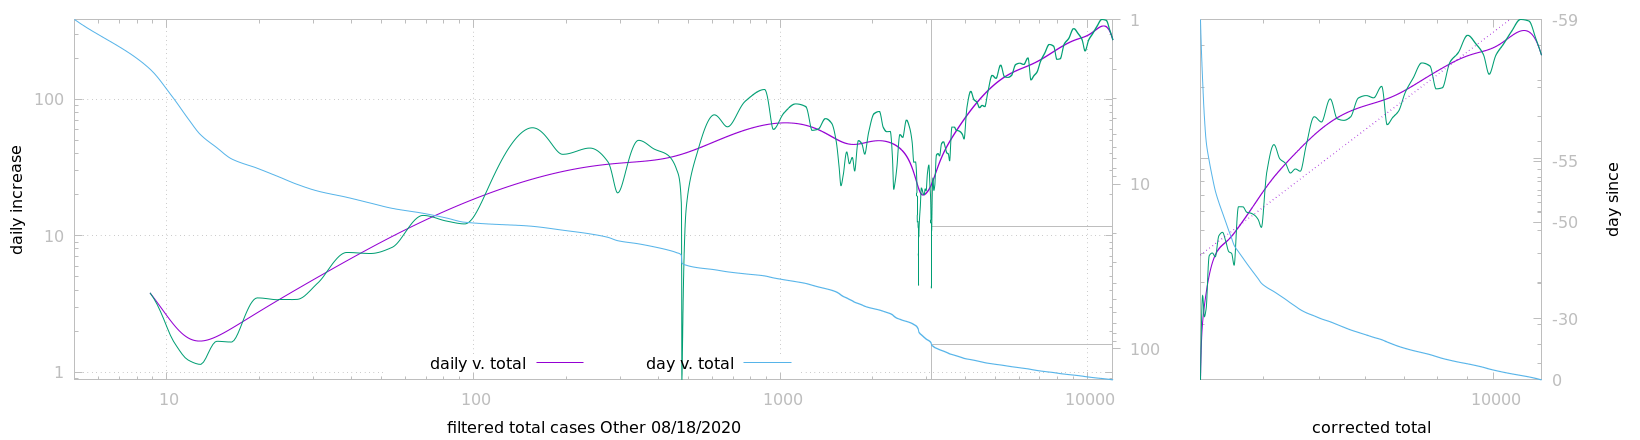 daily increase
100
10
1
daily v. total
day v. total
10
100
1000
10000
filtered total cases Other 08/18/2020
1
10
100
10000
corrected total
-59
-55
-50
-30
0
day since